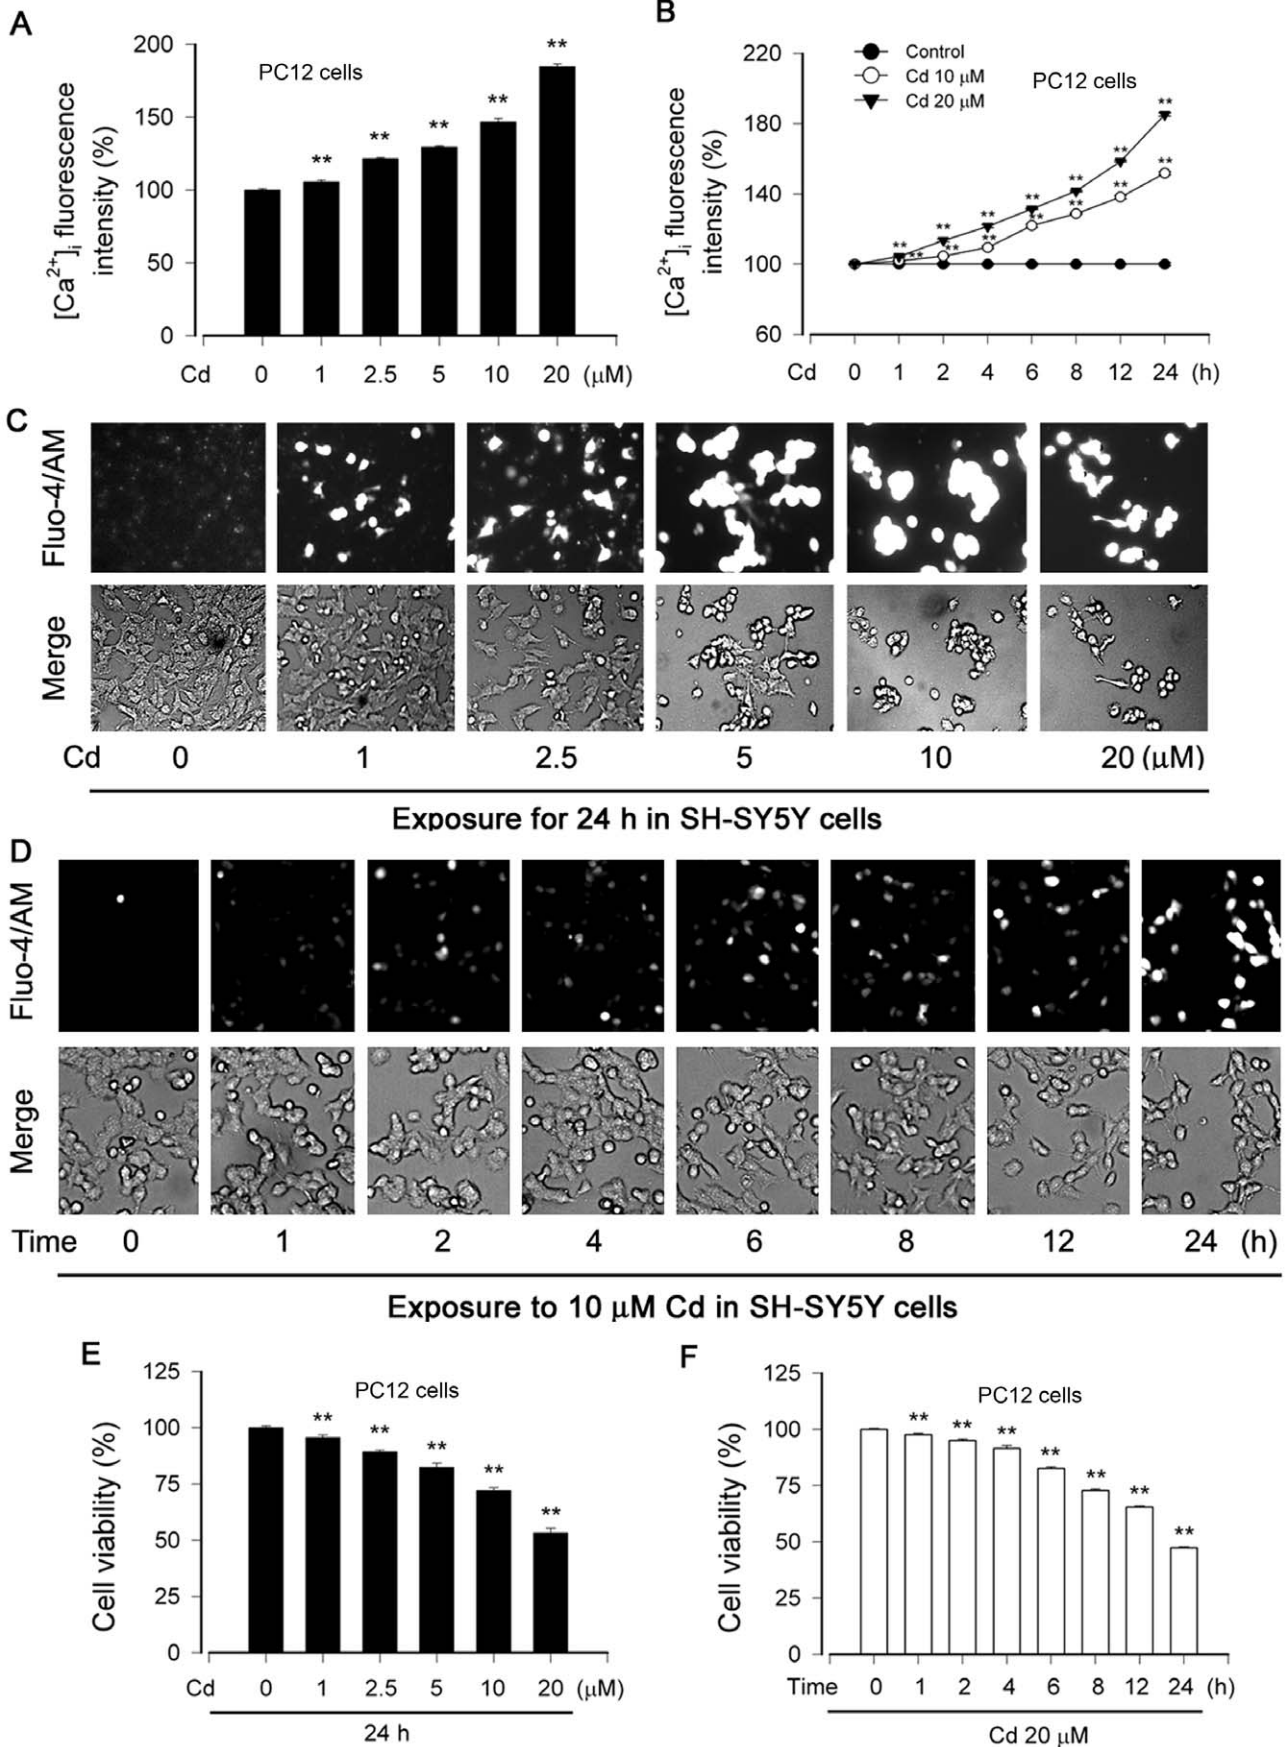 A
200
150
100
50
0
[Ca²⁺]ᵢ fluorescence
intensity (%)
PC12 cells
**
**
**
**
**
Cd 0 1 2.5 5 10 20 (μM)
B
220
180
140
100
60
[Ca²⁺]ᵢ fluorescence
intensity (%)
Control
Cd 10 μM
Cd 20 μM
PC12 cells
** ** ** ** ** ** **
** ** ** ** ** ** **
Cd 0 1 2 4 6 8 12 24 (h)
C
Fluo-4/AM
Merge
Cd 0 1 2.5 5 10 20 (μM)
Exposure for 24 h in SH-SY5Y cells
D
Fluo-4/AM
Merge
Time 0 1 2 4 6 8 12 24 (h)
Exposure to 10 μM Cd in SH-SY5Y cells
E
125
100
75
50
25
0
Cell viability (%)
PC12 cells
**
**
**
**
**
Cd 0 1 2.5 5 10 20 (μM)
24 h
F
125
100
75
50
25
0
Cell viability (%)
PC12 cells
**
**
**
**
**
**
**
Time 0 1 2 4 6 8 12 24 (h)
Cd 20 μM